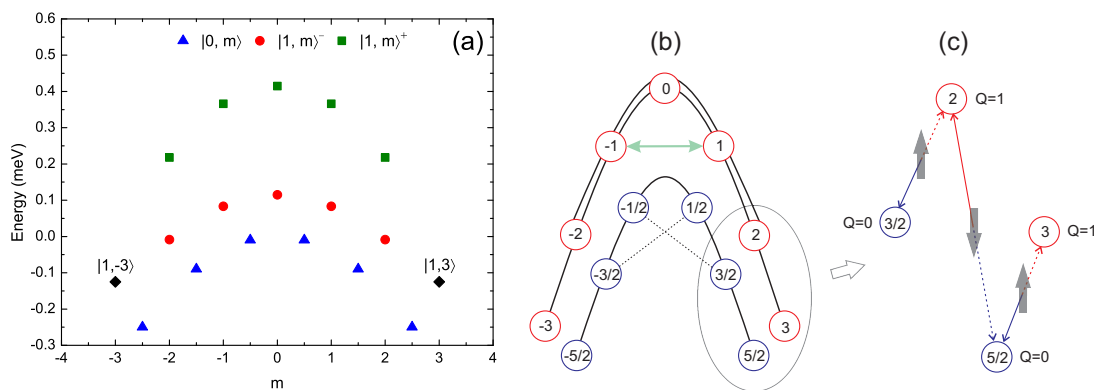 (a)
|0, m⟩ |1, m⟩⁻ |1, m⟩⁺
Energy (meV)
0.6
0.5
0.4
0.3
0.2
0.1
0.0
-0.1
-0.2
-0.3
|1,-3⟩
|1,3⟩
-4 -3 -2 -1 0 1 2 3 4
m
(b)
0
-1 1
-1/2 1/2
-2 2
-3/2 3/2
-3 3
-5/2 5/2
(c)
2 Q=1
Q=0 3/2
3 Q=1
5/2 Q=0